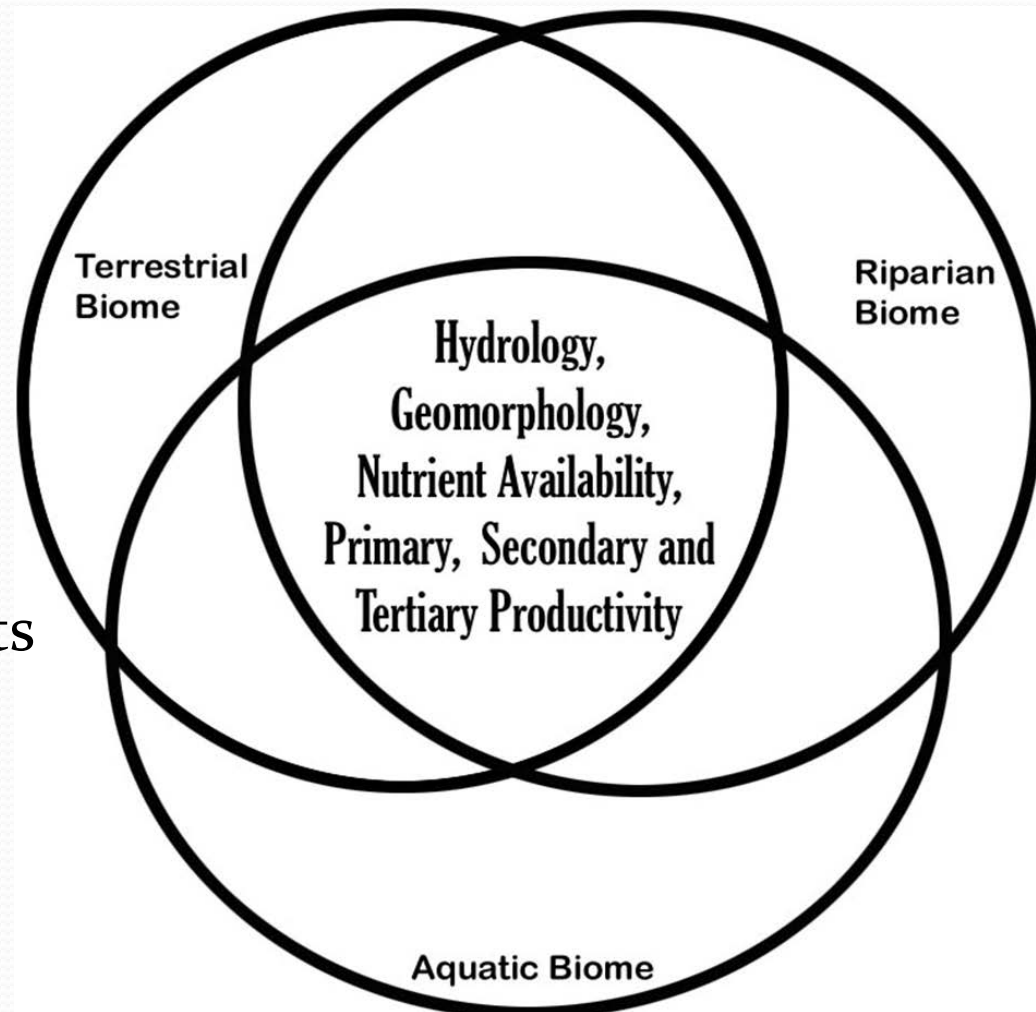 Terrestrial
Biome
Riparian
Biome
Hydrology,
Geomorphology,
Nutrient Availability,
Primary, Secondary and
Tertiary Productivity
Aquatic Biome